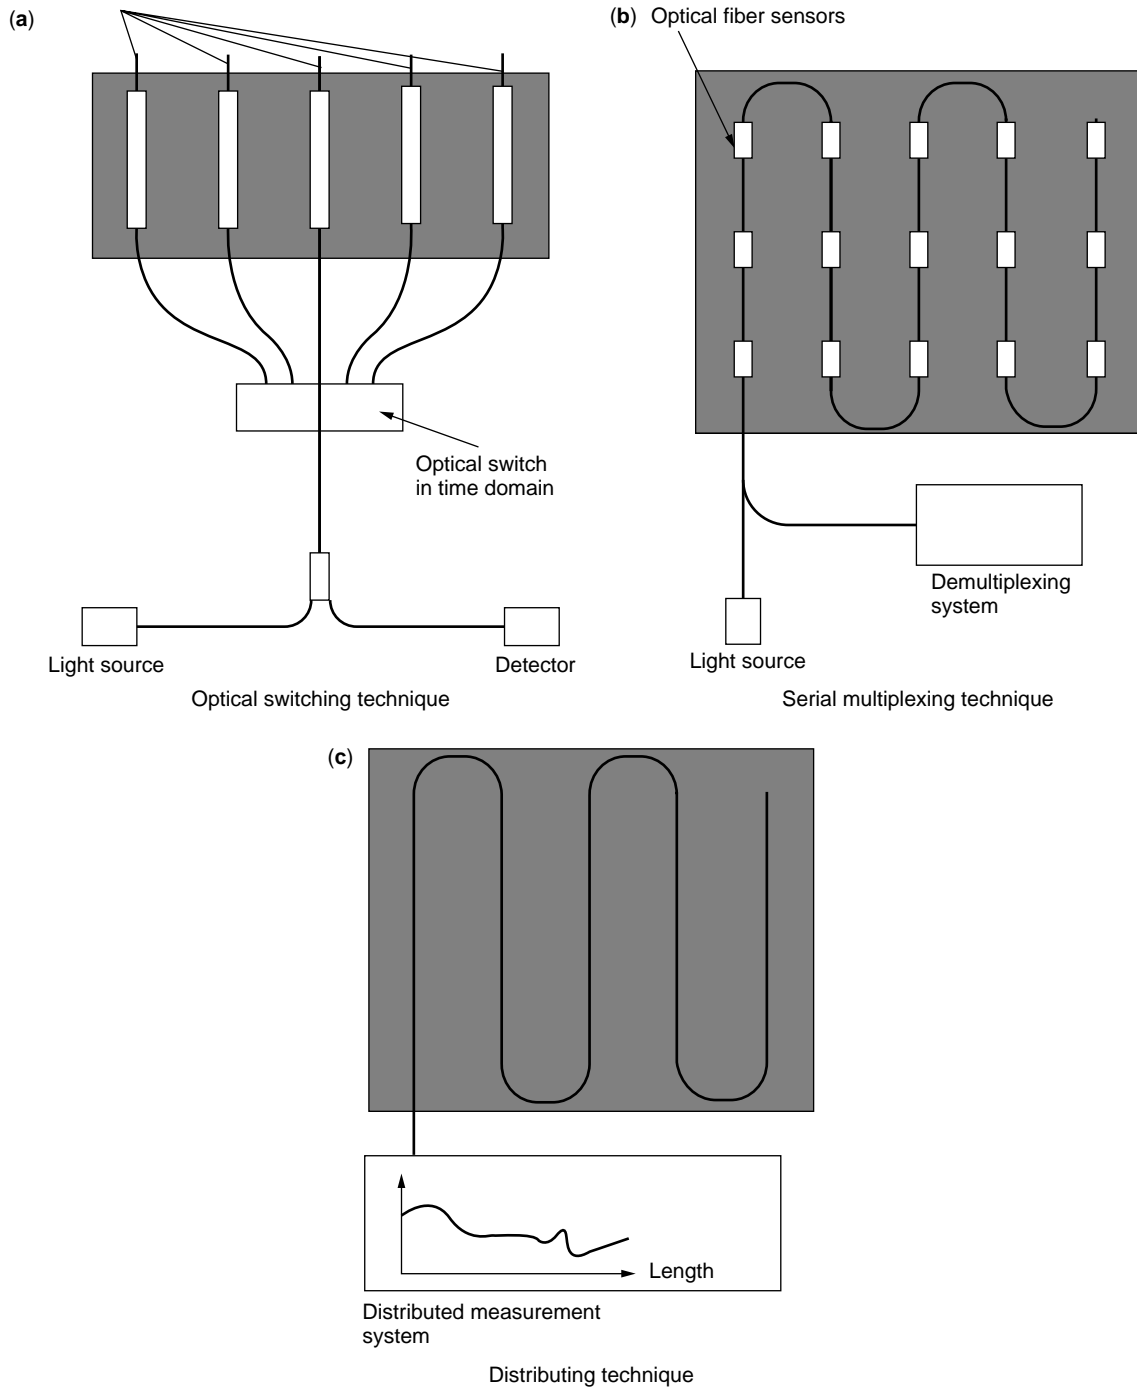 (a)
Optical switch
in time domain
Light source
Detector
Optical switching technique
(b) Optical fiber sensors
Demultiplexing
system
Light source
Serial multiplexing technique
(c)
Length
Distributed measurement
system
Distributing technique